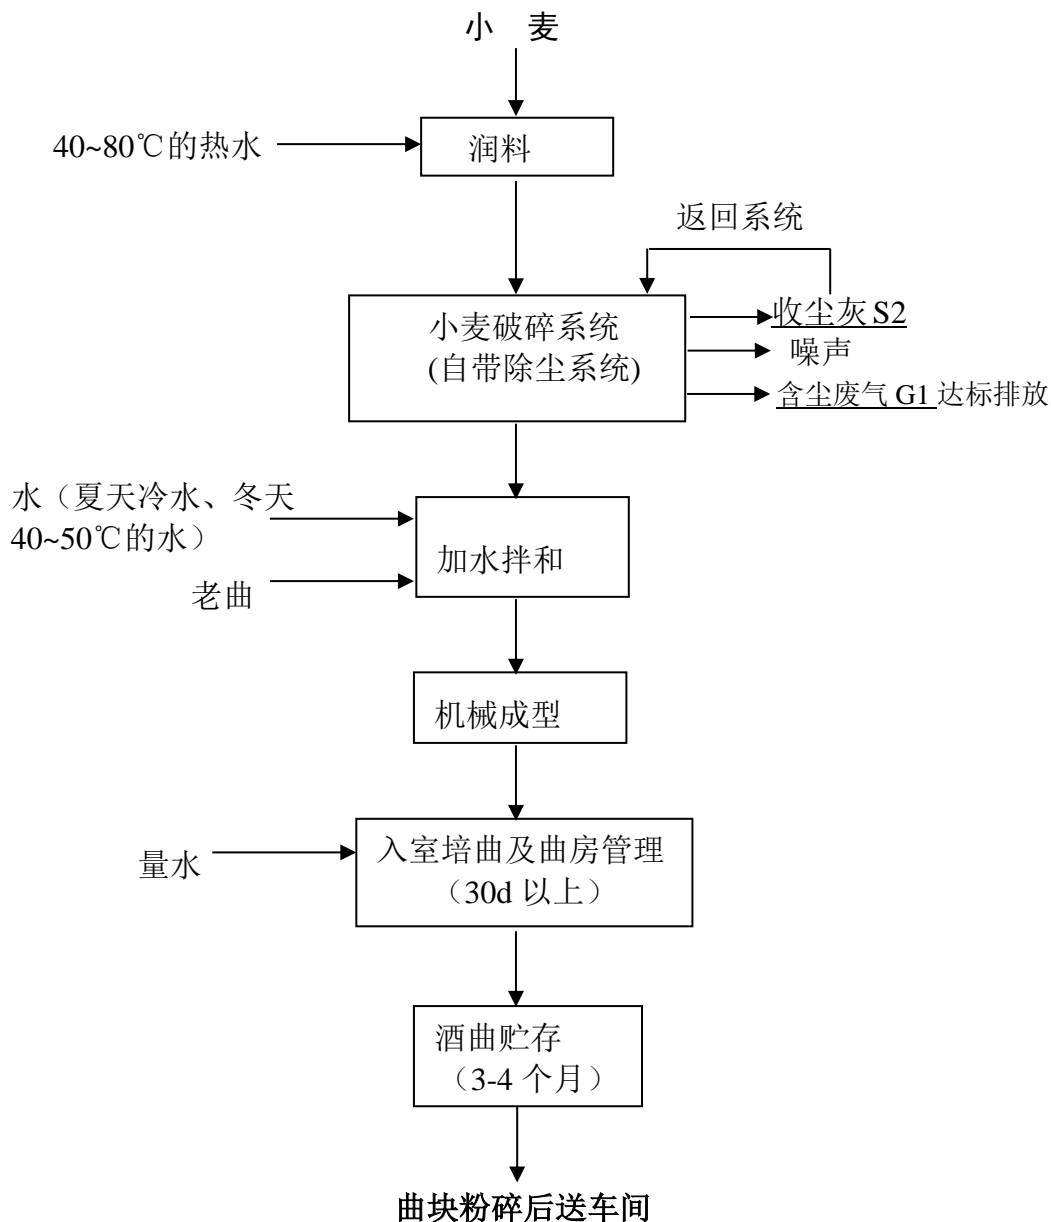 小 麦
40~80℃的热水
润料
返回系统
小麦破碎系统
(自带除尘系统)
收尘灰 S2
噪声
含尘废气 G1 达标排放
水（夏天冷水、冬天
40~50℃的水）
加水拌和
老曲
机械成型
量水
入室培曲及曲房管理
（30d 以上）
酒曲贮存
（3-4 个月）
曲块粉碎后送车间